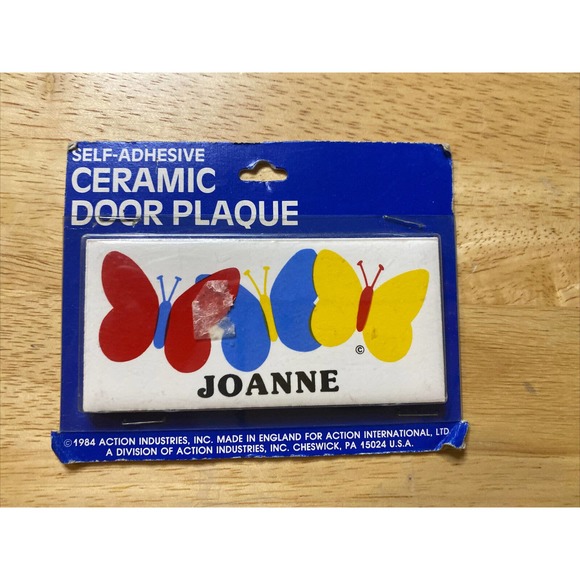 SELF-ADHESIVE
CERAMIC
DOOR PLAQUE
©
JOANNE
©1984 ACTION INDUSTRIES, INC. MADE IN ENGLAND FOR ACTION INTERNATIONAL, LTD
A DIVISION OF ACTION INDUSTRIES, INC. CHESWICK, PA 15024 U.S.A.